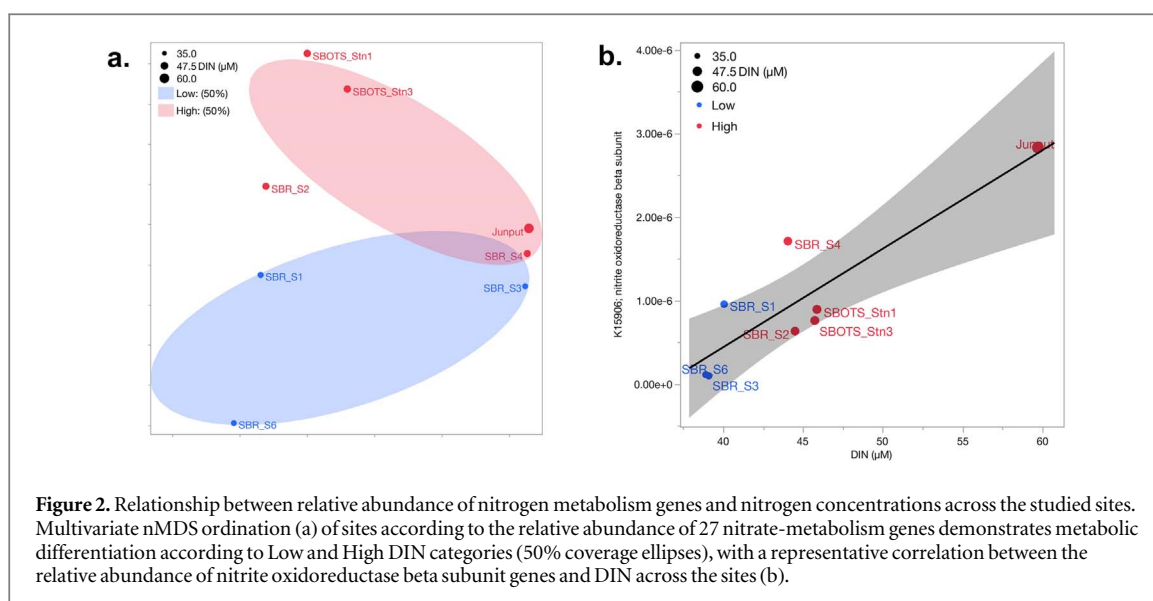 a.
35.0
47.5 DIN (µM)
60.0
Low: (50%)
High: (50%)
SBOTS_Stn1
SBOTS_Stn3
SBR_S2
Junput
SBR_S4
SBR_S1
SBR_S3
SBR_S6
b.
4.00e-6
3.00e-6
2.00e-6
1.00e-6
0.00e+0
K15906; nitrite oxidoreductase beta subunit
35.0
47.5 DIN (µM)
60.0
Low
High
Junput
SBR_S4
SBR_S1
SBOTS_Stn1
SBR_S2
SBOTS_Stn3
SBR_S6
SBR_S3
40 45 50 55 60
DIN (µM)
Figure 2. Relationship between relative abundance of nitrogen metabolism genes and nitrogen concentrations across the studied sites.
Multivariate nMDS ordination (a) of sites according to the relative abundance of 27 nitrate-metabolism genes demonstrates metabolic
differentiation according to Low and High DIN categories (50% coverage ellipses), with a representative correlation between the
relative abundance of nitrite oxidoreductase beta subunit genes and DIN across the sites (b).